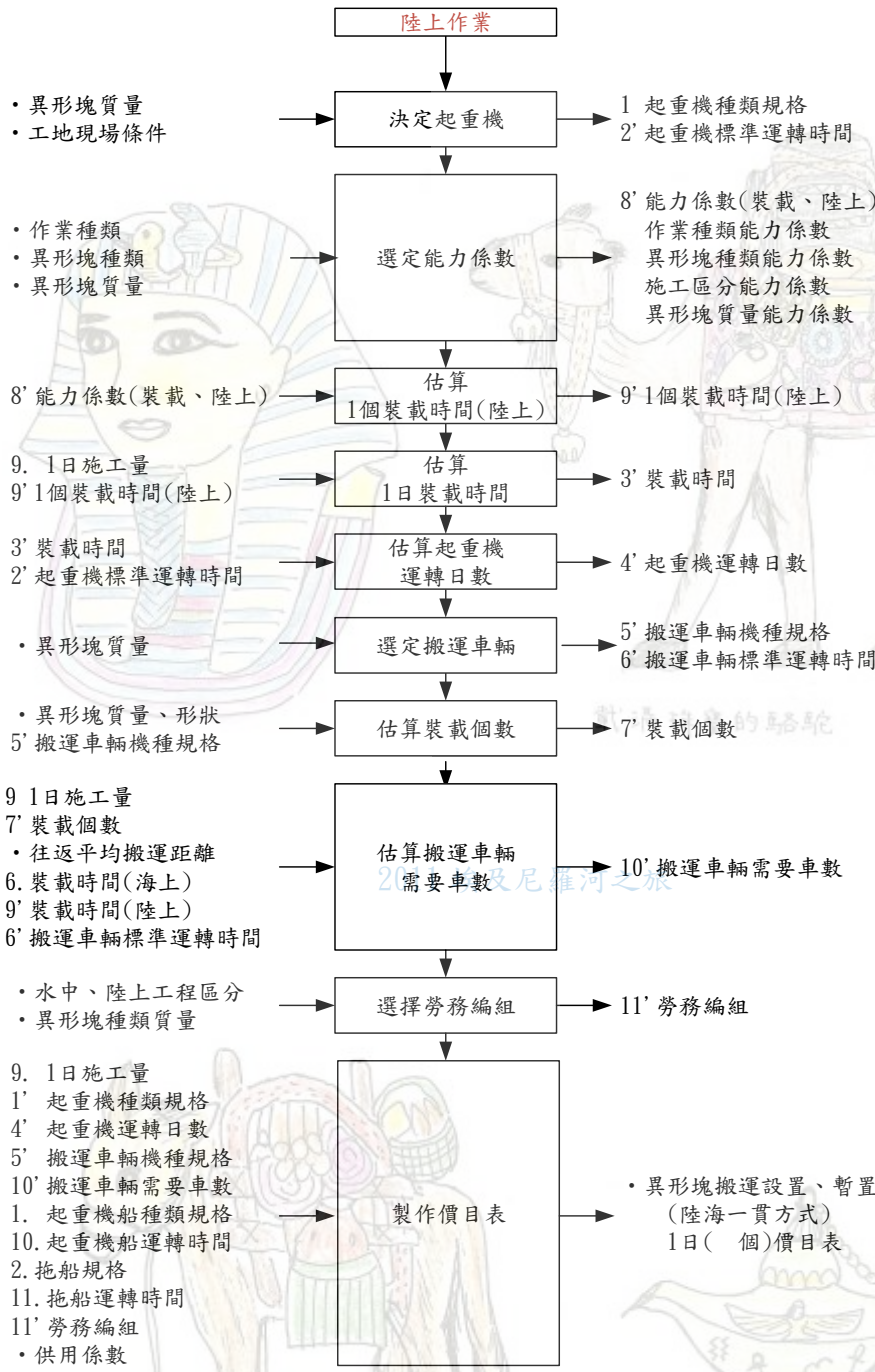 陸上作業
・異形塊質量
・工地現場條件
決定起重機
1 起重機種類規格
2’起重機標準運轉時間
・作業種類
・異形塊種類
・異形塊質量
選定能力係數
8’能力係數(裝載、陸上)
作業種類能力係數
異形塊種類能力係數
施工區分能力係數
異形塊質量能力係數
8’能力係數(裝載、陸上)
估算
1個裝載時間(陸上)
9’1個裝載時間(陸上)
9. 1日施工量
9’1個裝載時間(陸上)
估算
1日裝載時間
3’裝載時間
3’裝載時間
2’起重機標準運轉時間
估算起重機
運轉日數
4’起重機運轉日數
・異形塊質量
選定搬運車輛
5’搬運車輛機種規格
6’搬運車輛標準運轉時間
・異形塊質量、形狀
5’搬運車輛機種規格
估算裝載個數
7’裝載個數
的駱駝
9 1日施工量
7’裝載個數
・往返平均搬運距離
6.裝載時間(海上)
9’裝載時間(陸上)
6’搬運車輛標準運轉時間
估算搬運車輛
需要車數
埃及尼羅河之旅
10’搬運車輛需要車數
・水中、陸上工程區分
・異形塊種類質量
選擇勞務編組
11’勞務編組
9. 1日施工量
1’ 起重機種類規格
4’ 起重機運轉日數
5’ 搬運車輛機種規格
10’搬運車輛需要車數
1. 起重機船種類規格
10.起重機船運轉時間
2.拖船規格
11.拖船運轉時間
11’勞務編組
・供用係數
製作價目表
・異形塊搬運設置、暫置
(陸海一貫方式)
1日(　個)價目表